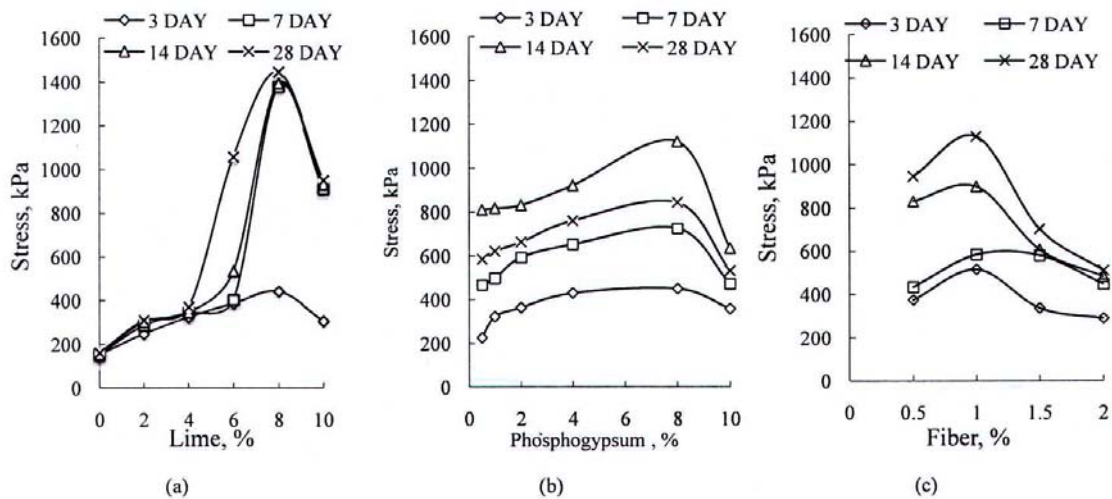 3 DAY 7 DAY
14 DAY 28 DAY
1600
1400
1200
1000
800
600
400
200
0
Stress, kPa
0 2 4 6 8 10
Lime, %
(a)
3 DAY 7 DAY
14 DAY 28 DAY
1600
1400
1200
1000
800
600
400
200
0
Stress, kPa
0 2 4 6 8 10
Phosphogypsum , %
(b)
3 DAY 7 DAY
14 DAY 28 DAY
1600
1400
1200
1000
800
600
400
200
0
Stress, kPa
0 0.5 1 1.5 2
Fiber, %
(c)